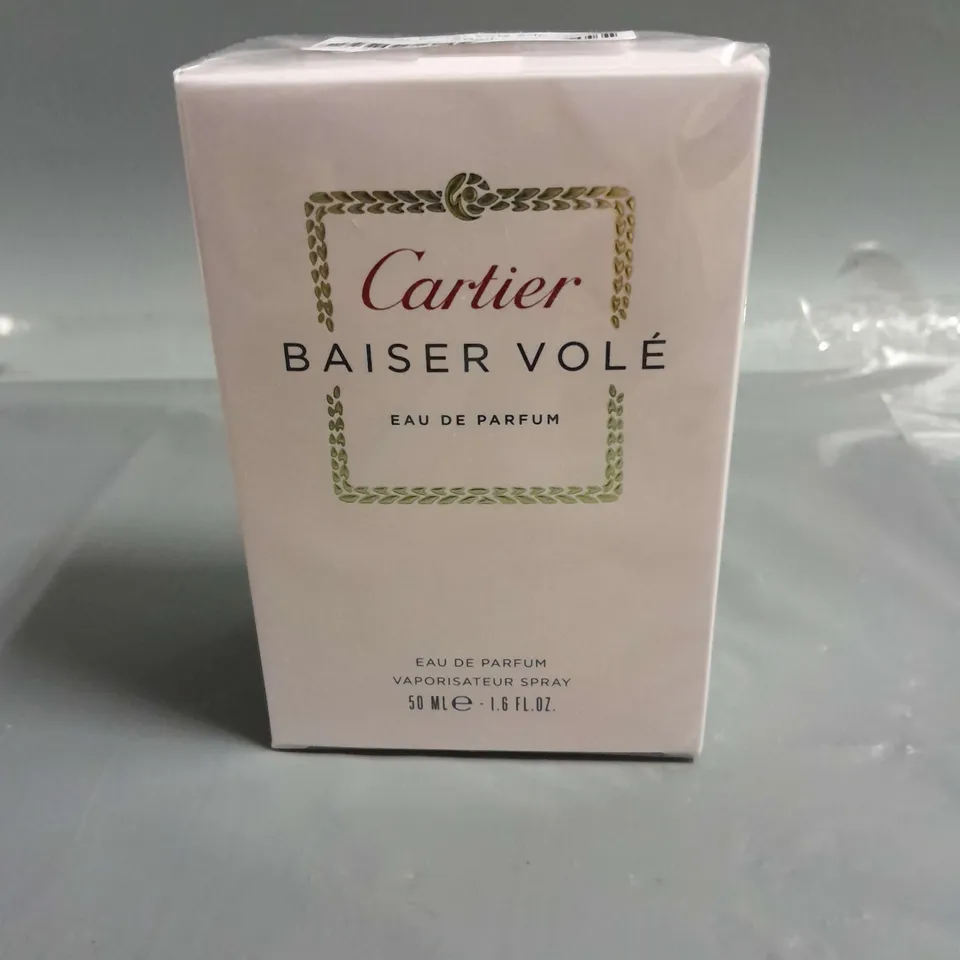 Cartier
BAISER VOLÉ
EAU DE PARFUM
EAU DE PARFUM
VAPORISATEUR SPRAY
50 ML℮ - 1.6 FL.OZ.